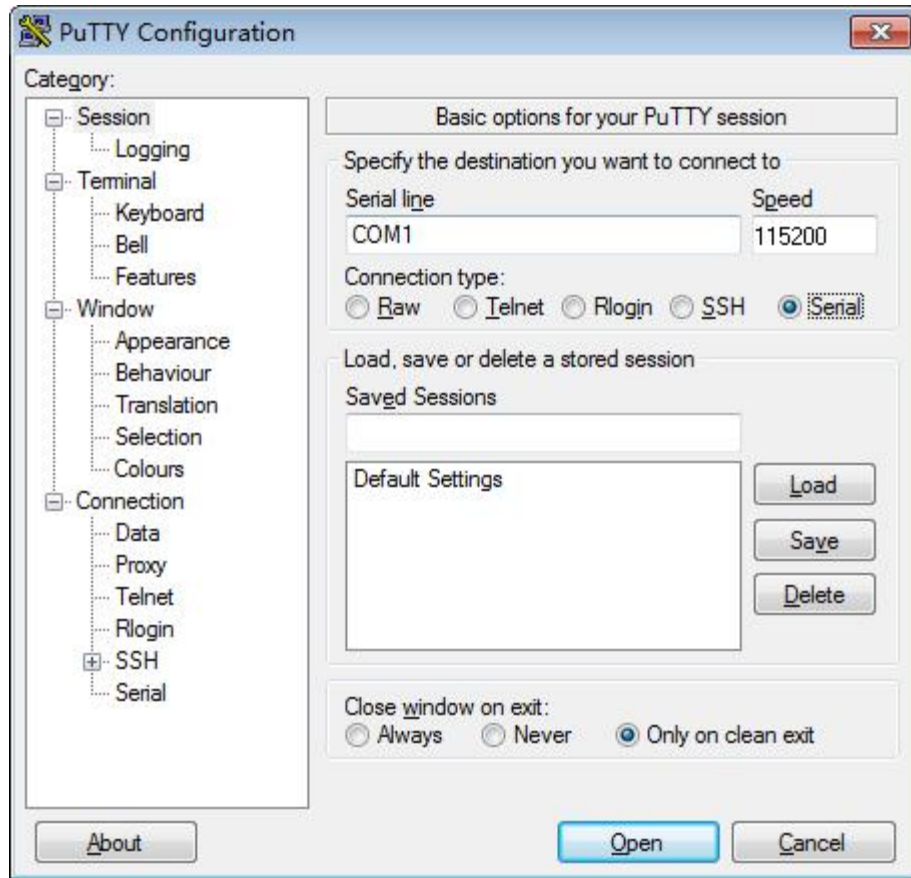 PuTTY Configuration
Category:
Session
Logging
Terminal
Keyboard
Bell
Features
Window
Appearance
Behaviour
Translation
Selection
Colours
Connection
Data
Proxy
Telnet
Rlogin
SSH
Serial
Basic options for your PuTTY session
Specify the destination you want to connect to
Serial line Speed
COM1 115200
Connection type:
Raw Telnet Rlogin SSH Serial
Load, save or delete a stored session
Saved Sessions
Default Settings
Load
Save
Delete
Close window on exit:
Always Never Only on clean exit
About Open Cancel